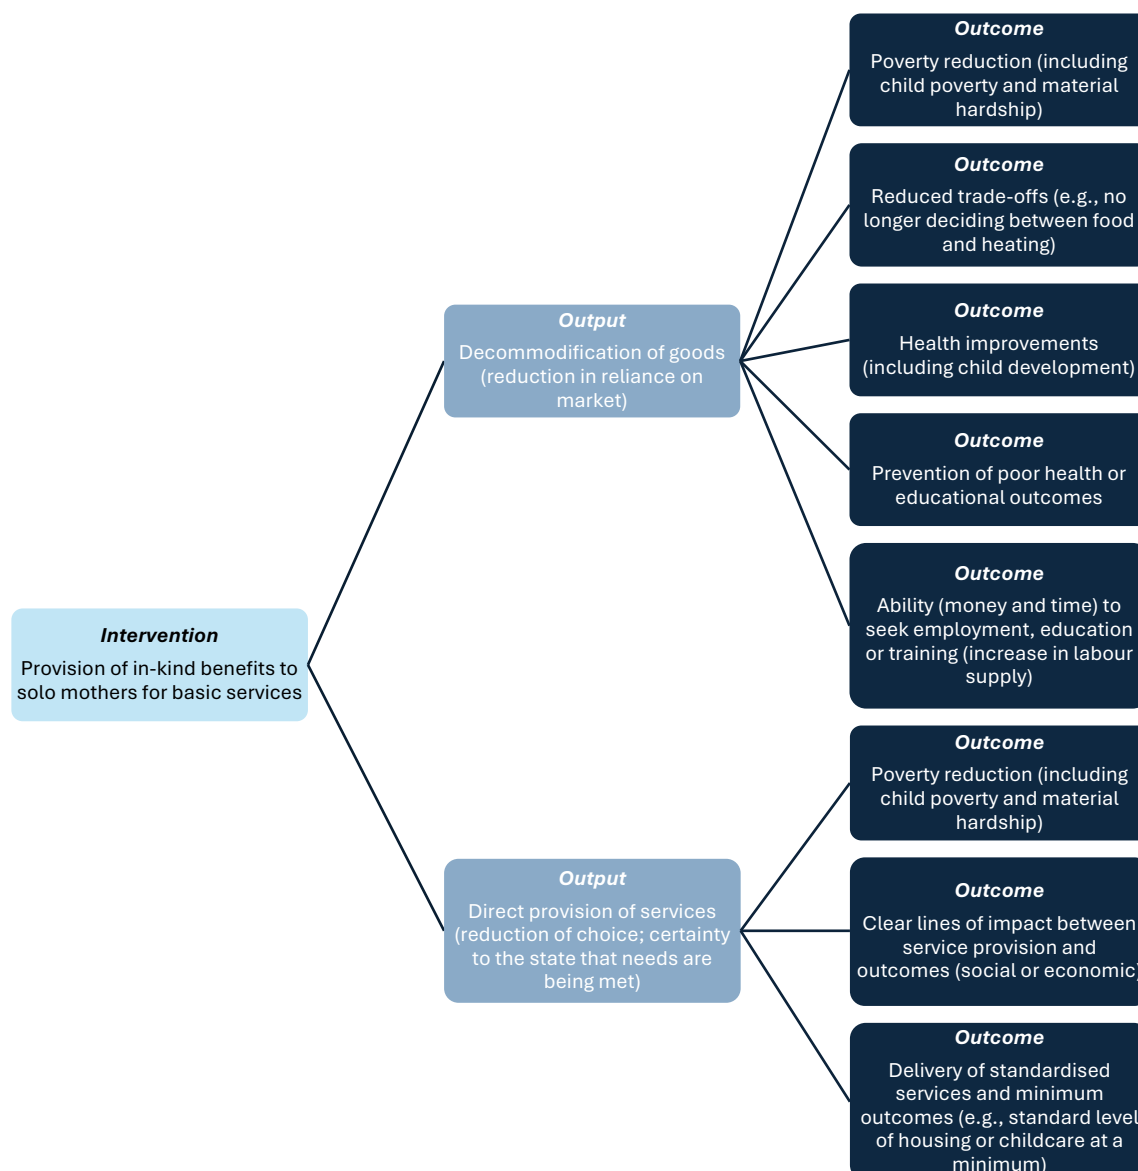 Outcome
Poverty reduction (including
child poverty and material
hardship)
Outcome
Reduced trade-offs (e.g., no
longer deciding between food
and heating)
Outcome
Health improvements
(including child development)
Outcome
Prevention of poor health or
educational outcomes
Outcome
Ability (money and time) to
seek employment, education
or training (increase in labour
supply)
Output
Decommodification of goods
(reduction in reliance on
market)
Intervention
Provision of in-kind benefits to
solo mothers for basic services
Output
Direct provision of services
(reduction of choice; certainty
to the state that needs are
being met)
Outcome
Poverty reduction (including
child poverty and material
hardship)
Outcome
Clear lines of impact between
service provision and
outcomes (social or economic)
Outcome
Delivery of standardised
services and minimum
outcomes (e.g., standard level
of housing or childcare at a
minimum)